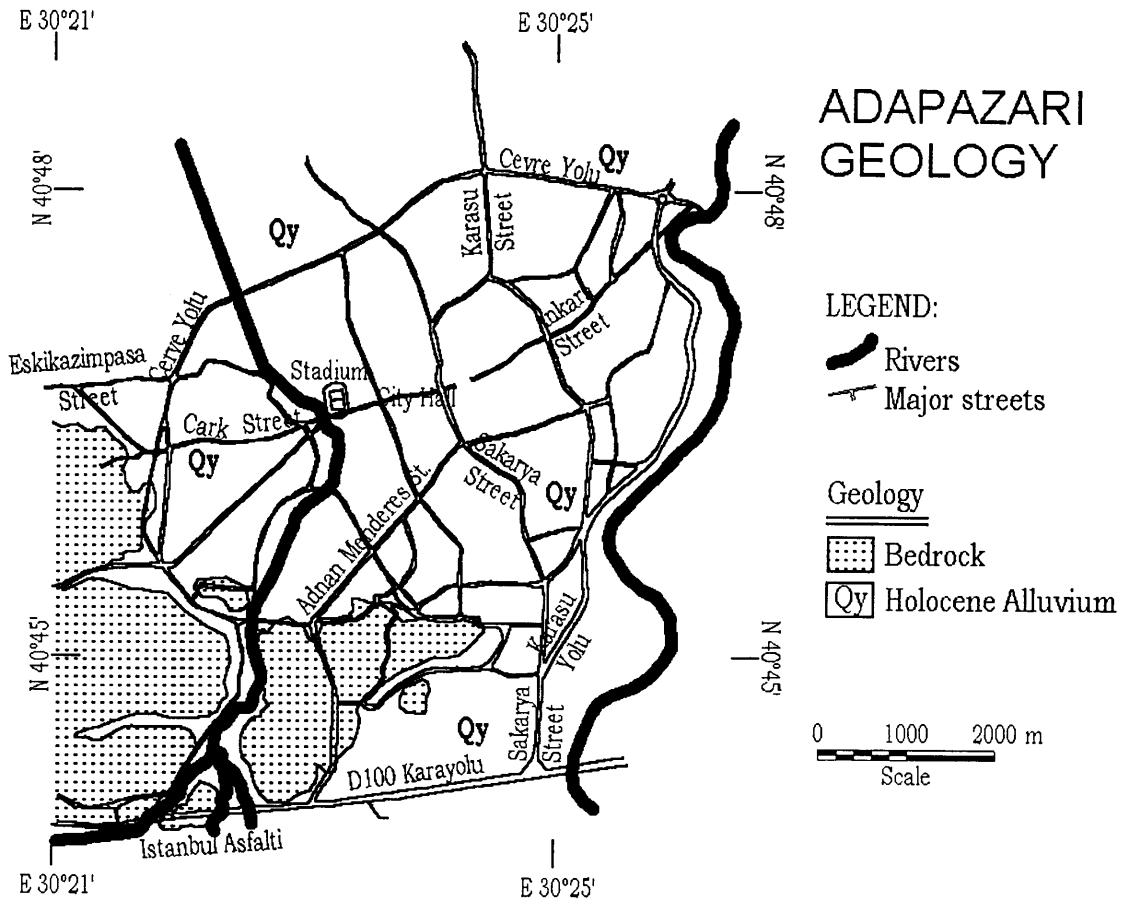 E 30°21'
E 30°25'
ADAPAZARI
GEOLOGY
N 40°48'
N 40°48'
Qy
Cevre Yolu
Qy
Karasu
Street
Cerve Yolu
LEGEND:
Rivers
Major streets
nkara
Street
Eskikazimpasa
Street
Stadium
City Hall
Cark Street
Qy
Sakarya
Street
Qy
Adnan Menderes St.
Geology
Bedrock
Qy Holocene Alluvium
Karasu
Yolu
N 40°45'
N 40°45'
Qy
Sakarya
Street
D100 Karayolu
0 1000 2000 m
Scale
Istanbul Asfalti
E 30°21'
E 30°25'